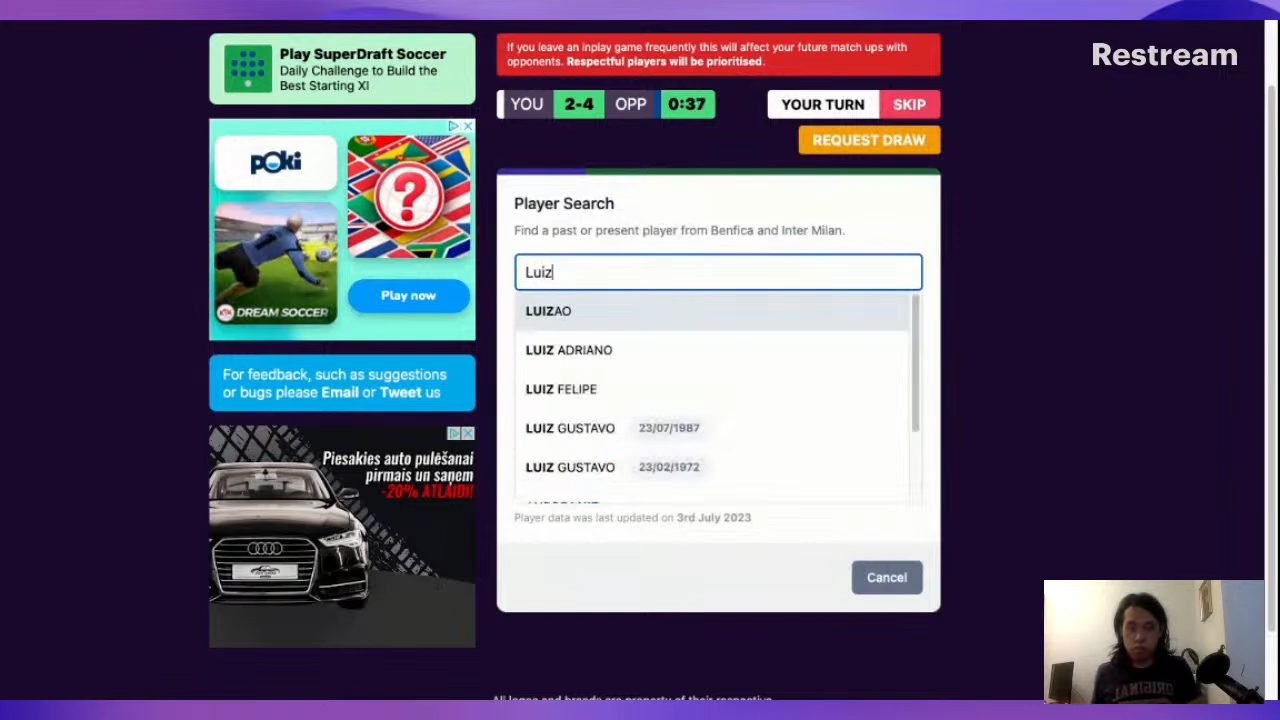 Restream
Play SuperDraft Soccer
Daily Challenge to Build the
Best Starting XI
If you leave an inplay game frequently this will affect your future match ups with
opponents. Respectful players will be prioritised.
YOU 2-4 OPP 0:37 YOUR TURN SKIP
REQUEST DRAW
poki
Play now
DREAM SOCCER
Player Search
Find a past or present player from Benfica and Inter Milan.
Luiz
LUIZAO
LUIZ ADRIANO
LUIZ FELIPE
LUIZ GUSTAVO 23/07/1987
LUIZ GUSTAVO 23/02/1972
Player data was last updated on 3rd July 2023
Cancel
For feedback, such as suggestions
or bugs please Email or Tweet us
Piesakies auto pulēšanai
pirmais un saņem
-20% ATLAIDI!
ORIGINAL